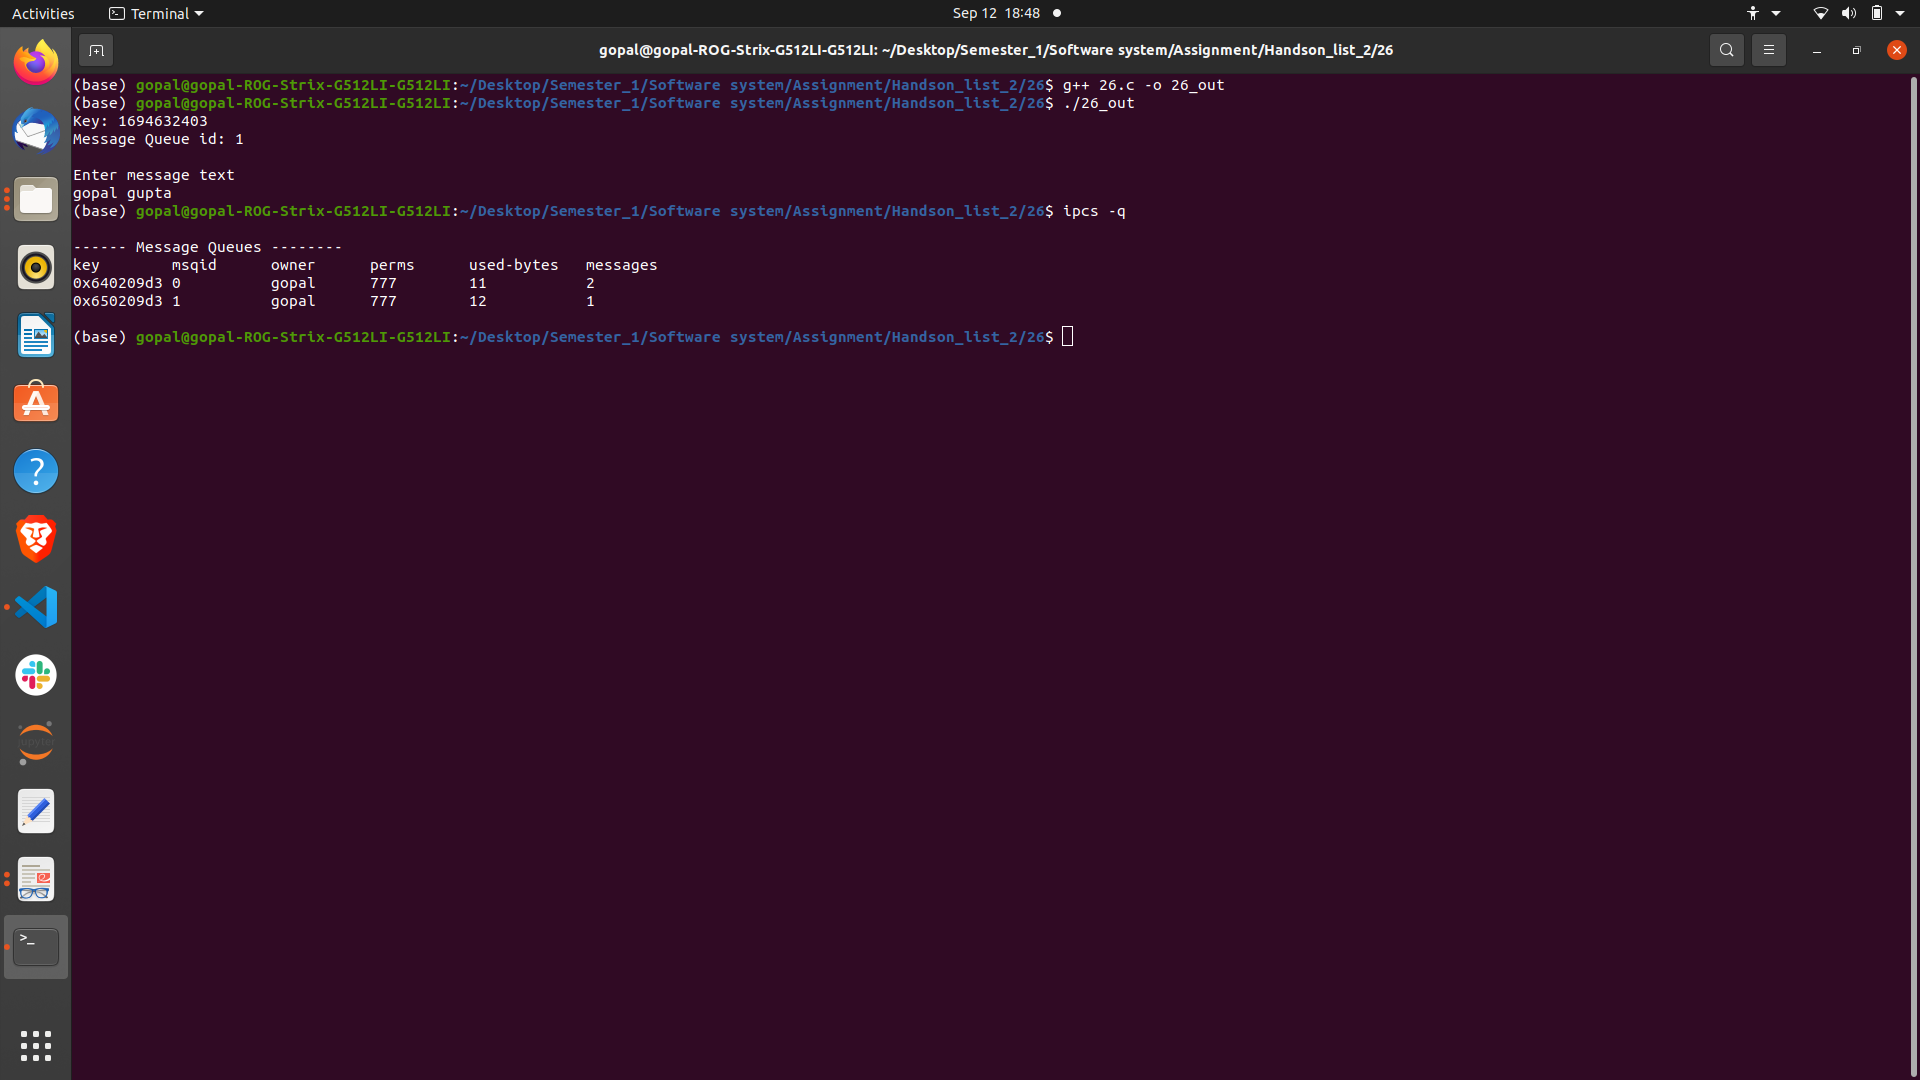 Activities
Terminal
Sep 12 18:48
gopal@gopal-ROG-Strix-G512LI-G512LI: ~/Desktop/Semester_1/Software system/Assignment/Handson_list_2/26
(base) gopal@gopal-ROG-Strix-G512LI-G512LI:~/Desktop/Semester_1/Software system/Assignment/Handson_list_2/26$ g++ 26.c -o 26_out
(base) gopal@gopal-ROG-Strix-G512LI-G512LI:~/Desktop/Semester_1/Software system/Assignment/Handson_list_2/26$ ./26_out
Key: 1694632403
Message Queue id: 1
Enter message text
gopal gupta
(base) gopal@gopal-ROG-Strix-G512LI-G512LI:~/Desktop/Semester_1/Software system/Assignment/Handson_list_2/26$ ipcs -q
------ Message Queues --------
key        msqid      owner      perms      used-bytes   messages
0x640209d3 0          gopal      777        11           2
0x650209d3 1          gopal      777        12           1
(base) gopal@gopal-ROG-Strix-G512LI-G512LI:~/Desktop/Semester_1/Software system/Assignment/Handson_list_2/26$